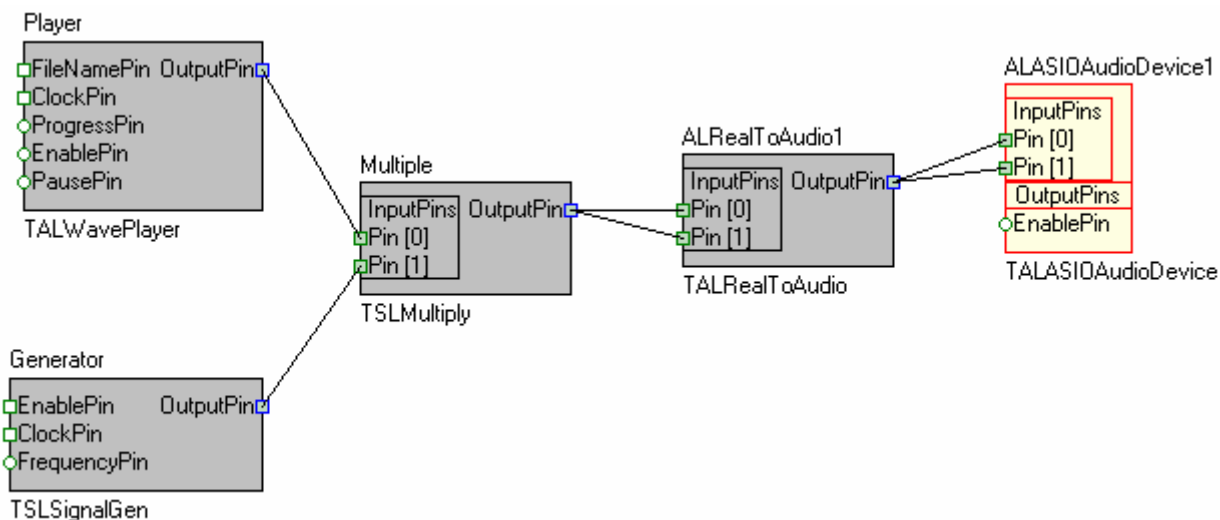 Player
FileNamePin OutputPin
ClockPin
ProgressPin
EnablePin
PausePin
TALWavePlayer
Multiple
InputPins OutputPin
Pin [0]
Pin [1]
TSLMultiply
Generator
EnablePin OutputPin
ClockPin
FrequencyPin
TSLSignalGen
ALRealToAudio1
InputPins OutputPin
Pin [0]
Pin [1]
TALRealToAudio
ALASIOAudioDevice1
InputPins
Pin [0]
Pin [1]
OutputPins
EnablePin
TALASIOAudioDevice